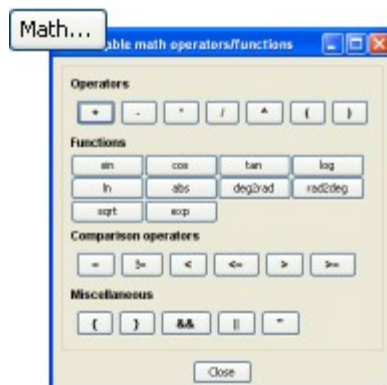 Math...
able math operators/functions
Operators
+ - * / ^ ( )
Functions
sin cos tan log
ln abs deg2rad rad2deg
sqrt exp
Comparison operators
= != < <= > >=
Miscellaneous
{ } && || "
Close